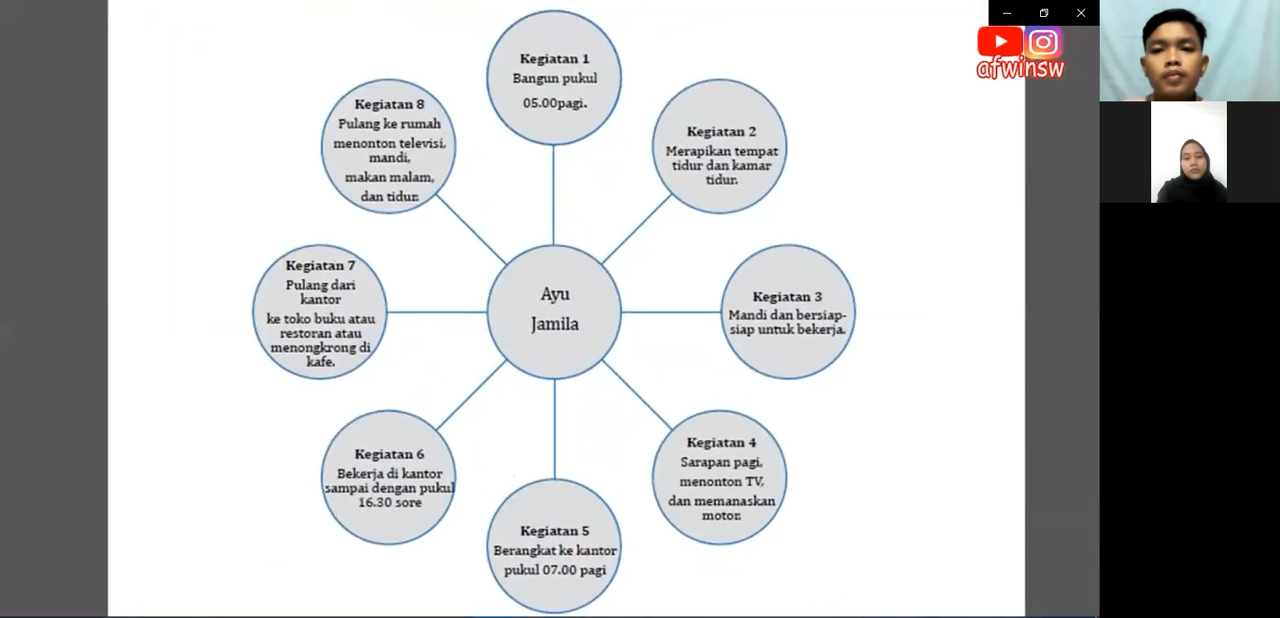 Kegiatan 1
Bangun pukul
05.00pagi.
Kegiatan 2
Merapikan tempat
tidur dan kamar
tidur.
Kegiatan 3
Mandi dan bersiap-
siap untuk bekerja.
Kegiatan 4
Sarapan pagi,
menonton TV,
dan memanaskan
motor.
Kegiatan 5
Berangkat ke kantor
pukul 07.00 pagi
Kegiatan 6
Bekerja di kantor
sampai dengan pukul
16.30 sore
Kegiatan 7
Pulang dari
kantor
ke toko buku atau
restoran atau
menongkrong di
kafe.
Kegiatan 8
Pulang ke rumah
menonton televisi,
mandi,
makan malam,
dan tidur.
Ayu
Jamila
afwinsw